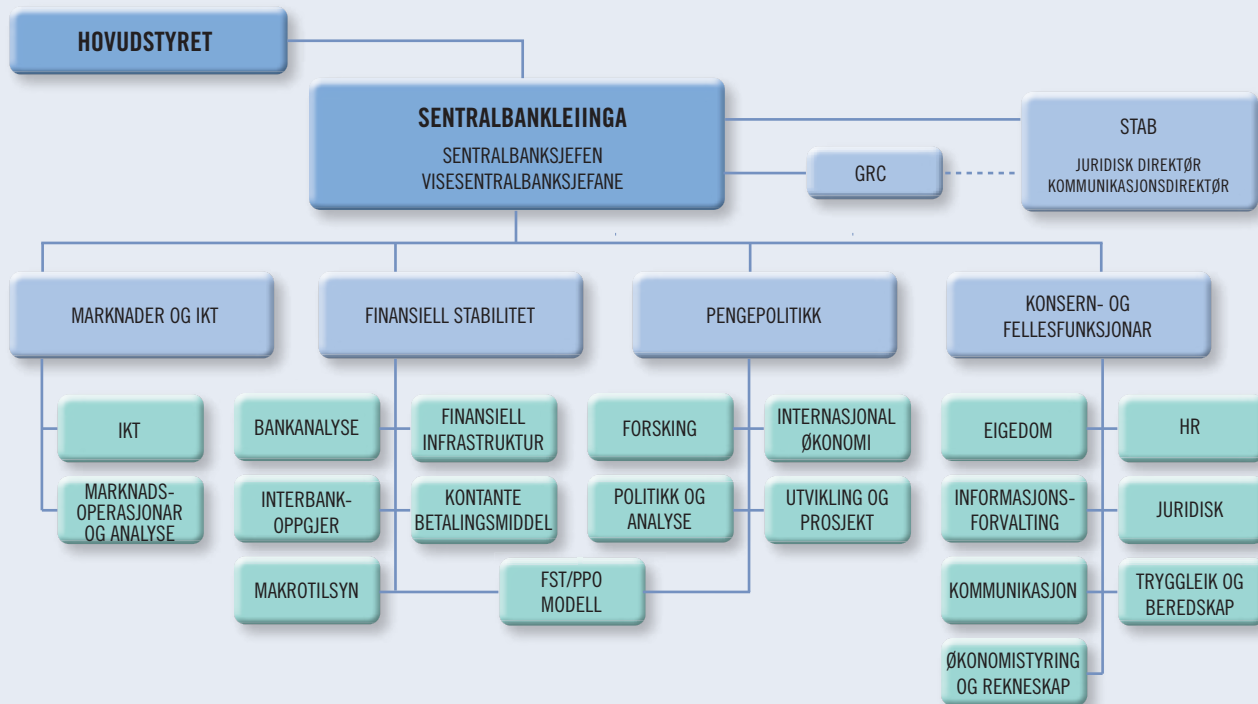 HOVUDSTYRET
SENTRALBANKLEIINGA
SENTRALBANKSJEFEN
VISESENTRALBANKSJEFANE
GRC
STAB
JURIDISK DIREKTØR
KOMMUNIKASJONSDIREKTØR
MARKNADER OG IKT
FINANSIELL STABILITET
PENGEPOLITIKK
KONSERN- OG
FELLESFUNKSJONAR
IKT
MARKNADS-
OPERASJONAR
OG ANALYSE
BANKANALYSE
FINANSIELL
INFRASTRUKTUR
INTERBANK-
OPPGJER
KONTANTE
BETALINGSMIDDEL
MAKROTILSYN
FST/PPO
MODELL
FORSKING
INTERNASJONAL
ØKONOMI
POLITIKK OG
ANALYSE
UTVIKLING OG
PROSJEKT
EIGEDOM
HR
INFORMASJONS-
FORVALTING
JURIDISK
KOMMUNIKASJON
TRYGGLEIK OG
BEREDSKAP
ØKONOMISTYRING
OG REKNESKAP